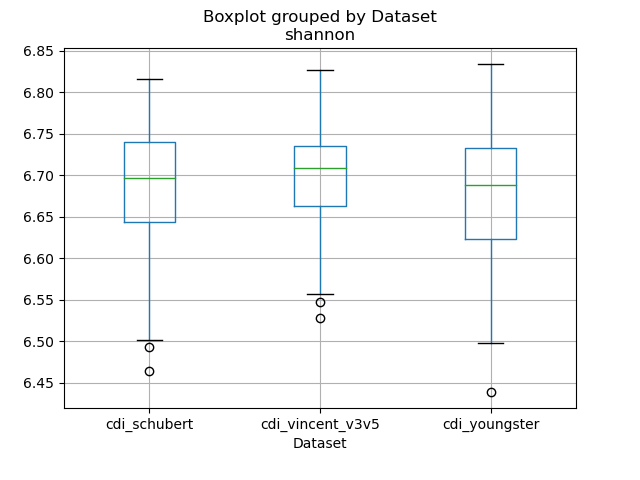 Boxplot grouped by Dataset
shannon
6.85
6.80
6.75
6.70
6.65
6.60
6.55
6.50
6.45
cdi_schubert cdi_vincent_v3v5 cdi_youngster
Dataset